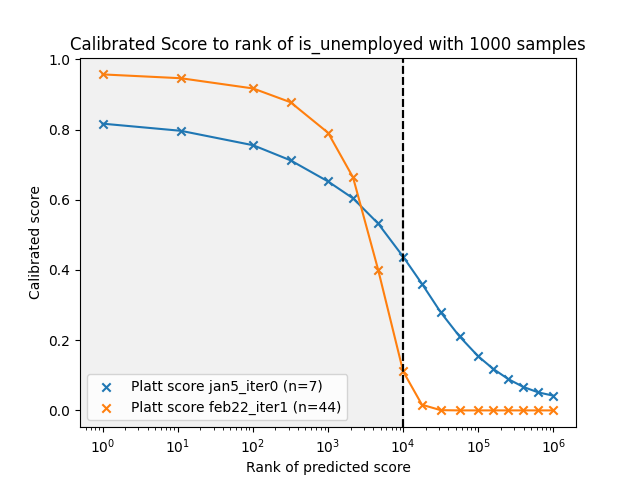 Calibrated Score to rank of is_unemployed with 1000 samples
Calibrated score
1.0
0.8
0.6
0.4
0.2
0.0
Platt score jan5_iter0 (n=7)
Platt score feb22_iter1 (n=44)
10⁰ 10¹ 10² 10³ 10⁴ 10⁵ 10⁶
Rank of predicted score